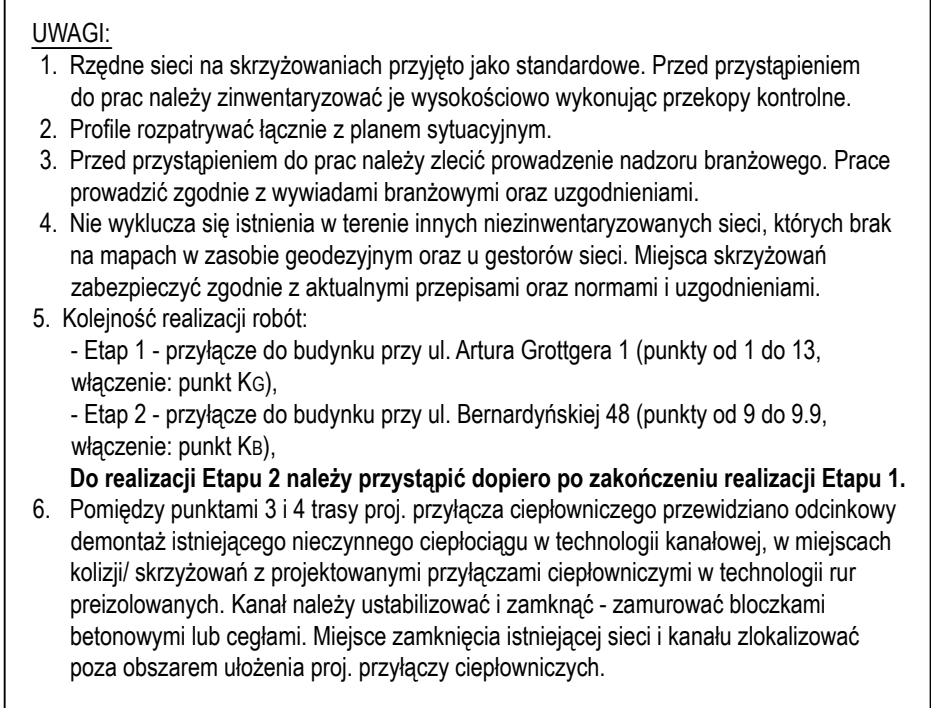 UWAGI:
1. Rzędne sieci na skrzyżowaniach przyjęto jako standardowe. Przed przystąpieniem
do prac należy zinwentaryzować je wysokościowo wykonując przekopy kontrolne.
2. Profile rozpatrywać łącznie z planem sytuacyjnym.
3. Przed przystąpieniem do prac należy zlecić prowadzenie nadzoru branżowego. Prace
prowadzić zgodnie z wywiadami branżowymi oraz uzgodnieniami.
4. Nie wyklucza się istnienia w terenie innych niezinwentaryzowanych sieci, których brak
na mapach w zasobie geodezyjnym oraz u gestorów sieci. Miejsca skrzyżowań
zabezpieczyć zgodnie z aktualnymi przepisami oraz normami i uzgodnieniami.
5. Kolejność realizacji robót:
- Etap 1 - przyłącze do budynku przy ul. Artura Grottgera 1 (punkty od 1 do 13,
włączenie: punkt KG),
- Etap 2 - przyłącze do budynku przy ul. Bernardyńskiej 48 (punkty od 9 do 9.9,
włączenie: punkt KB),
Do realizacji Etapu 2 należy przystąpić dopiero po zakończeniu realizacji Etapu 1.
6. Pomiędzy punktami 3 i 4 trasy proj. przyłącza ciepłowniczego przewidziano odcinkowy
demontaż istniejącego nieczynnego ciepłociągu w technologii kanałowej, w miejscach
kolizji/ skrzyżowań z projektowanymi przyłączami ciepłowniczymi w technologii rur
preizolowanych. Kanał należy ustabilizować i zamknąć - zamurować bloczkami
betonowymi lub cegłami. Miejsce zamknięcia istniejącej sieci i kanału zlokalizować
poza obszarem ułożenia proj. przyłączy ciepłowniczych.